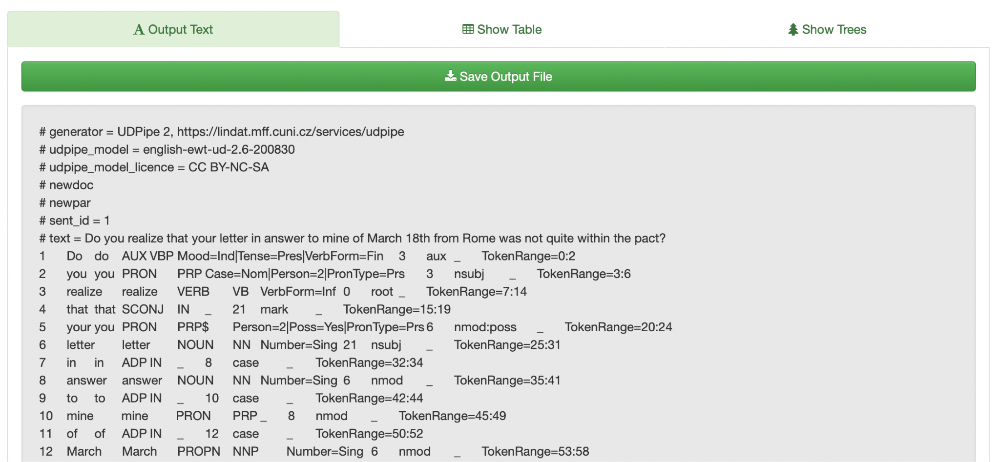 Output Text
Show Table
Show Trees
Save Output File
# generator = UDPipe 2, https://lindat.mff.cuni.cz/services/udpipe
# udpipe_model = english-ewt-ud-2.6-200830
# udpipe_model_licence = CC BY-NC-SA
# newdoc
# newpar
# sent_id = 1
# text = Do you realize that your letter in answer to mine of March 18th from Rome was not quite within the pact?
1 Do do AUX VBP Mood=Ind|Tense=Pres|VerbForm=Fin 3 aux _ TokenRange=0:2
2 you you PRON PRP Case=Nom|Person=2|PronType=Prs 3 nsubj _ TokenRange=3:6
3 realize realize VERB VB VerbForm=Inf 0 root _ TokenRange=7:14
4 that that SCONJ IN _ 21 mark _ TokenRange=15:19
5 your you PRON PRP$ Person=2|Poss=Yes|PronType=Prs 6 nmod:poss _ TokenRange=20:24
6 letter letter NOUN NN Number=Sing 21 nsubj _ TokenRange=25:31
7 in in ADP IN _ 8 case _ TokenRange=32:34
8 answer answer NOUN NN Number=Sing 6 nmod _ TokenRange=35:41
9 to to ADP IN _ 10 case _ TokenRange=42:44
10 mine mine PRON PRP _ 8 nmod _ TokenRange=45:49
11 of of ADP IN _ 12 case _ TokenRange=50:52
12 March March PROPN NNP Number=Sing 6 nmod _ TokenRange=53:58